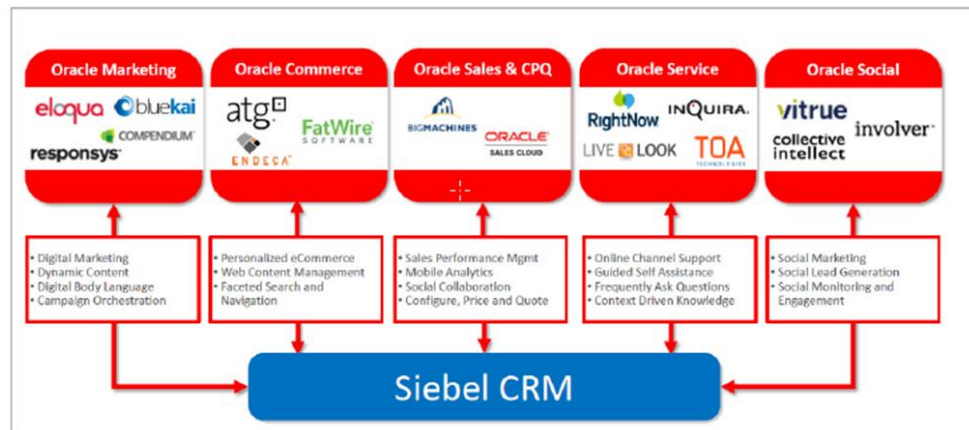 Oracle Marketing
eloqua bluekai
COMPENDIUM
responsys
Oracle Commerce
atg
FatWire
SOFTWARE
ENDECA
Oracle Sales & CPQ
BIGMACHINES
ORACLE
SALES CLOUD
Oracle Service
RightNow INQUIRA.
LIVE LOOK TOA
TECHNOLOGIES
Oracle Social
vitrue
involver
collective
intellect
• Digital Marketing
• Dynamic Content
• Digital Body Language
• Campaign Orchestration
• Personalized eCommerce
• Web Content Management
• Faceted Search and
Navigation
• Sales Performance Mgmt
• Mobile Analytics
• Social Collaboration
• Configure, Price and Quote
• Online Channel Support
• Guided Self Assistance
• Frequently Ask Questions
• Context Driven Knowledge
• Social Marketing
• Social Lead Generation
• Social Monitoring and
Engagement
Siebel CRM